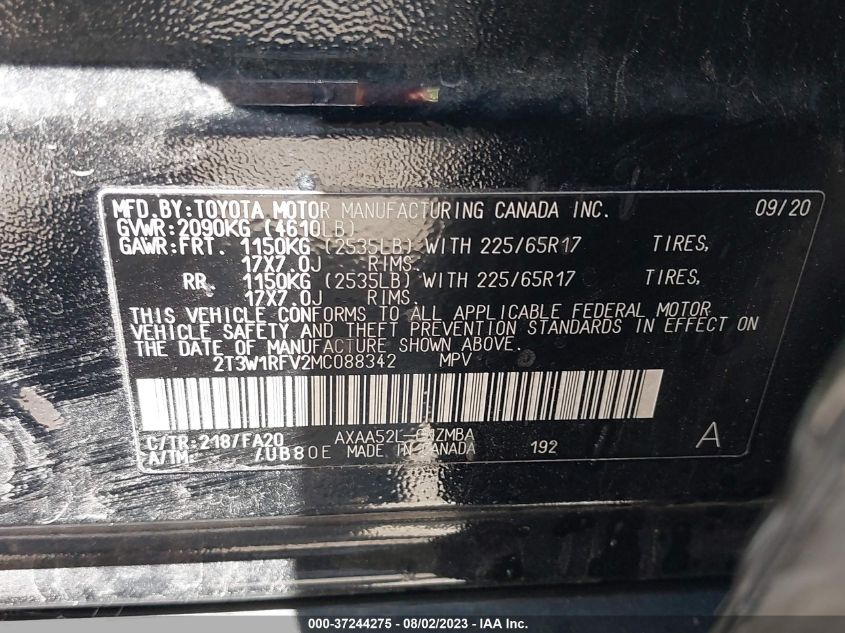 MFD.BY:TOYOTA MOTOR MANUFACTURING CANADA INC. 09/20
GVWR:2090KG (4610LB)
GAWR:FRT. 1150KG (2535LB) WITH 225/65R17 TIRES,
17X7.0J RIMS.
RR. 1150KG (2535LB) WITH 225/65R17 TIRES,
17X7.0J RIMS.
THIS VEHICLE CONFORMS TO ALL APPLICABLE FEDERAL MOTOR
VEHICLE SAFETY AND THEFT PREVENTION STANDARDS IN EFFECT ON
THE DATE OF MANUFACTURE SHOWN ABOVE.
2T3W1RFV2MC088342 MPV
C/TR:218/FA20 AXAA52L
A/TM: /UB80E MADE IN CANADA 192 A
000-37244275 - 08/02/2023 - IAA Inc.